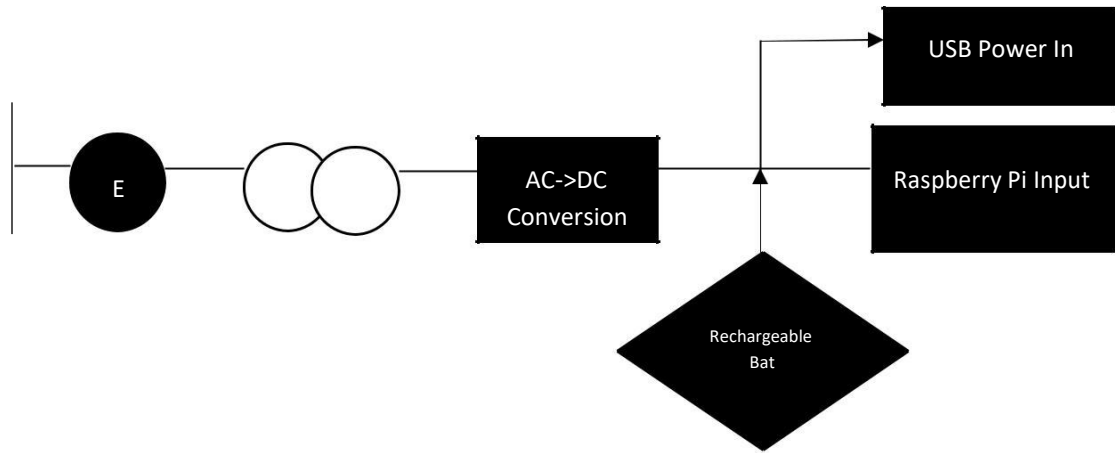 USB Power In
E
AC->DC
Conversion
Raspberry Pi Input
Rechargeable
Bat